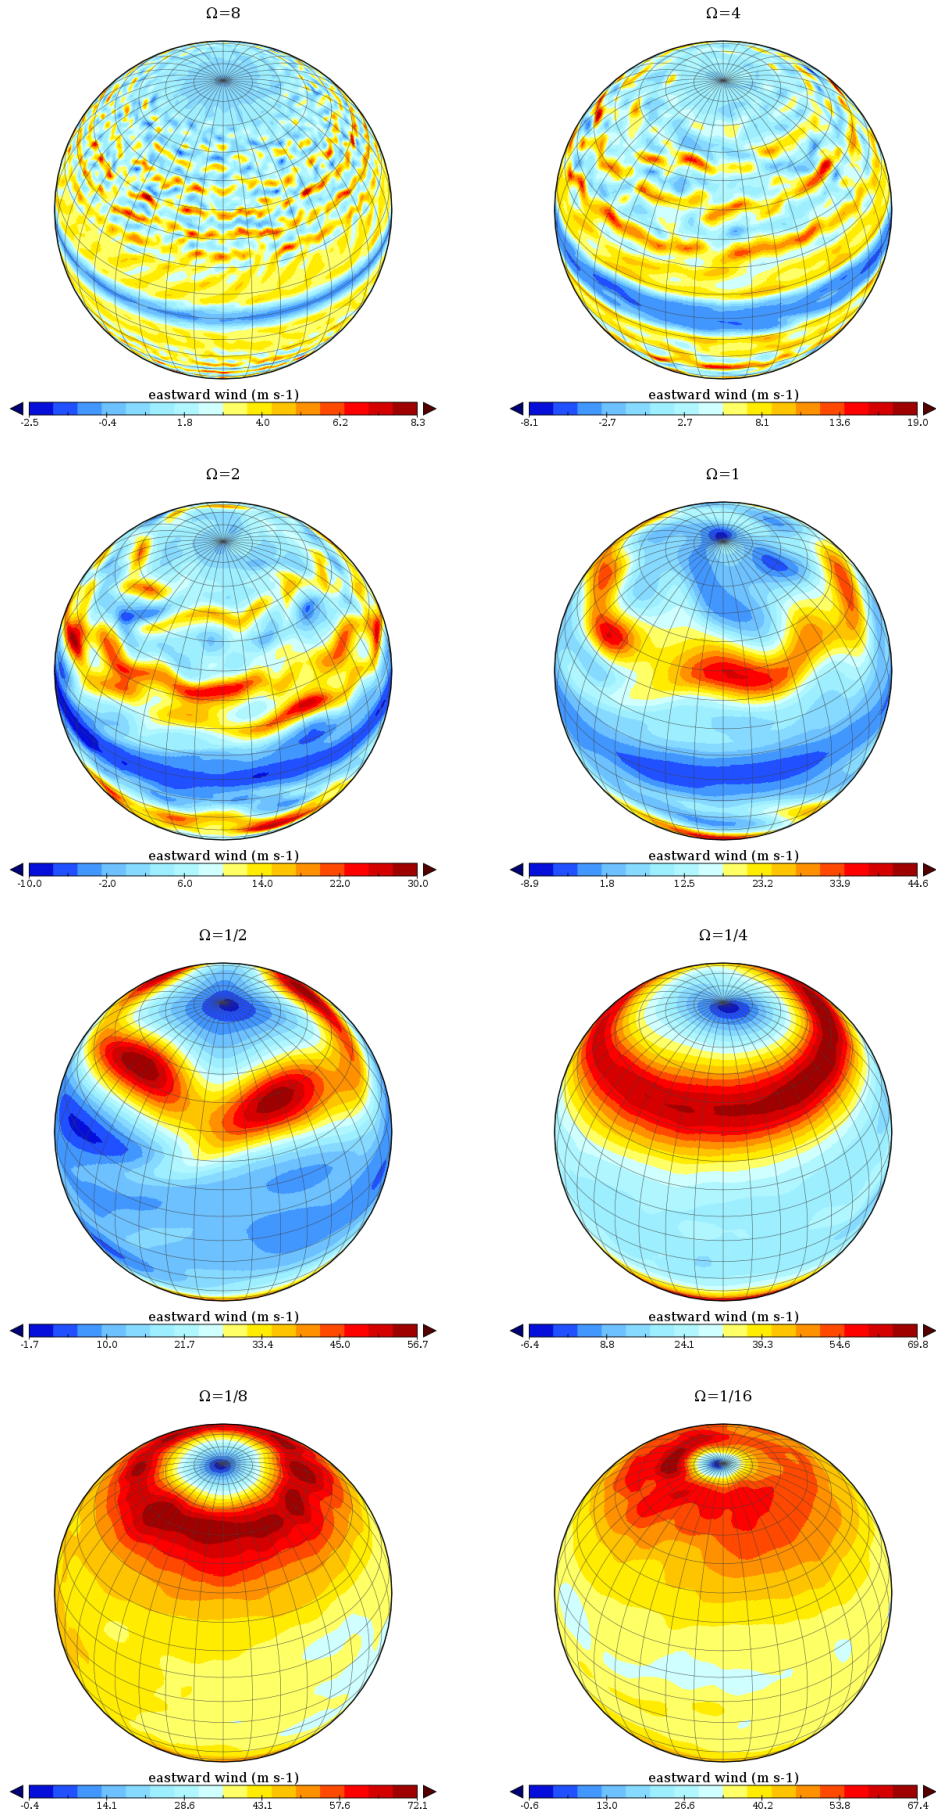 Ω=8
Ω=4
eastward wind (m s-1)
eastward wind (m s-1)
-2.5 -0.4 1.8 4.0 6.2 8.3
-8.1 -2.7 2.7 8.1 13.6 19.0
Ω=2
Ω=1
eastward wind (m s-1)
eastward wind (m s-1)
-10.0 -2.0 6.0 14.0 22.0 30.0
-8.9 1.8 12.5 23.2 33.9 44.6
Ω=1/2
Ω=1/4
eastward wind (m s-1)
eastward wind (m s-1)
-1.7 10.0 21.7 33.4 45.0 56.7
-6.4 8.8 24.1 39.3 54.6 69.8
Ω=1/8
Ω=1/16
eastward wind (m s-1)
eastward wind (m s-1)
-0.4 14.1 28.6 43.1 57.6 72.1
-0.6 13.0 26.6 40.2 53.8 67.4